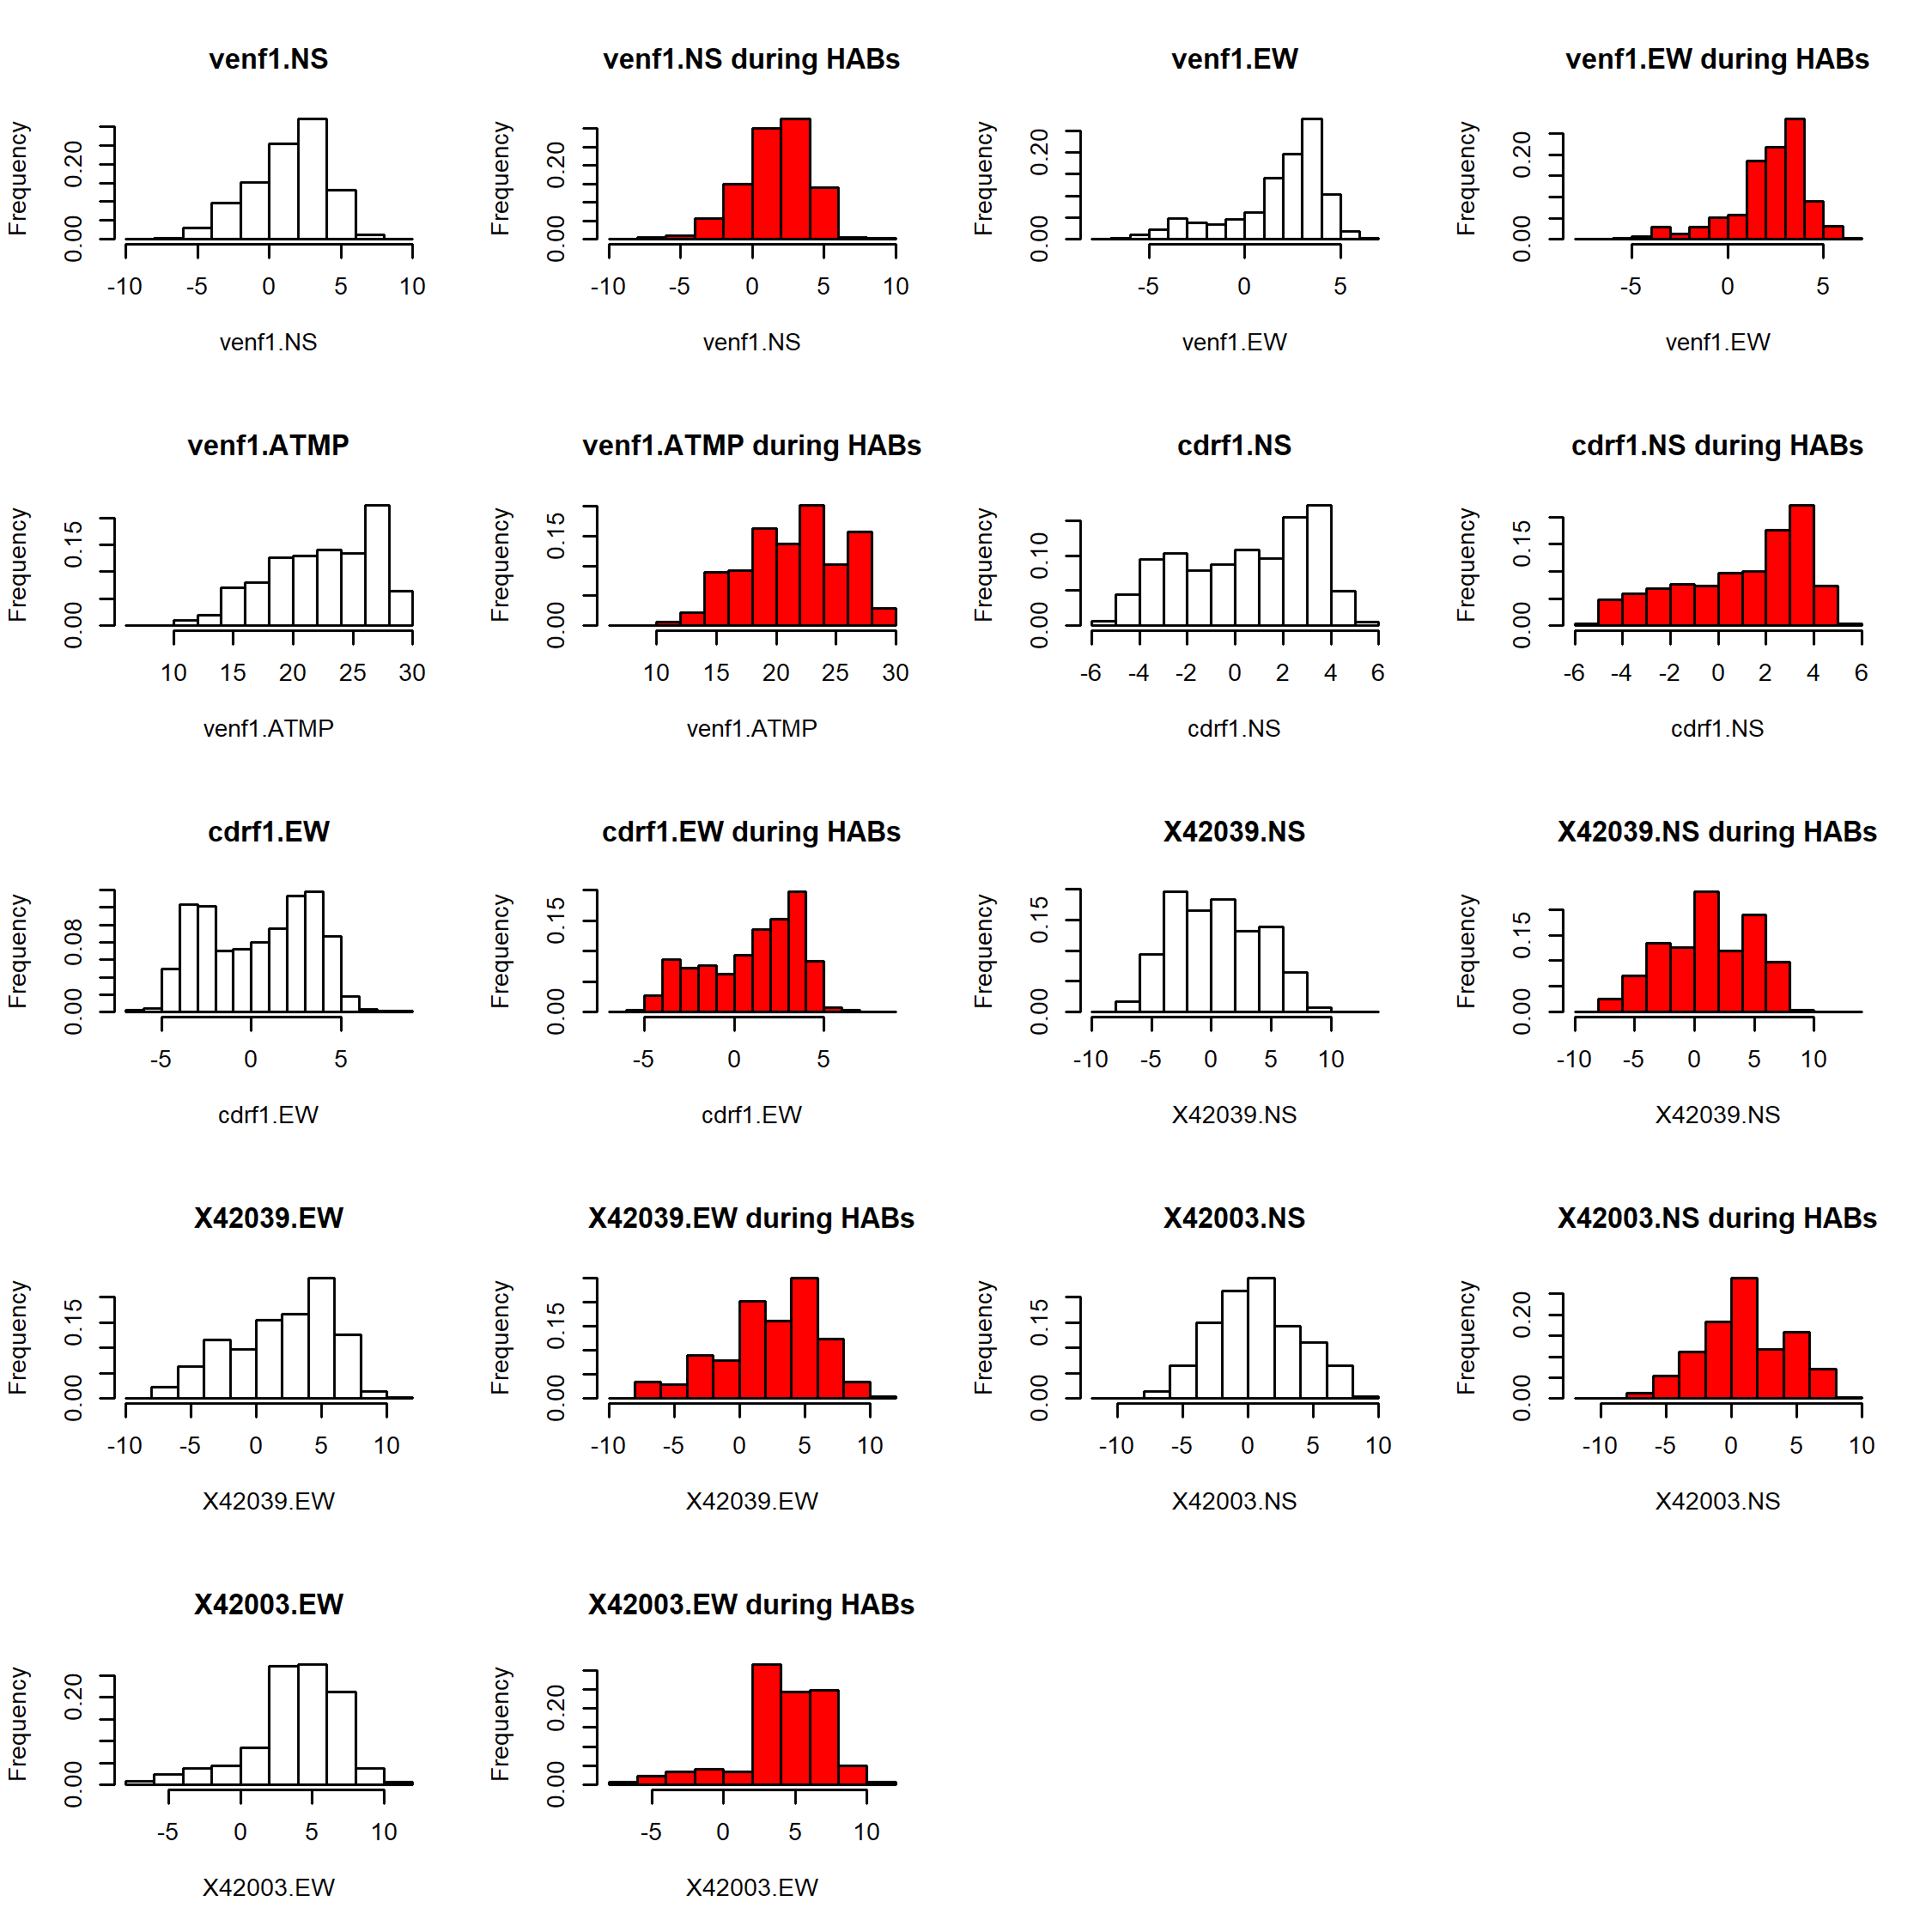 venf1.NS
venf1.NS during HABs
venf1.EW
venf1.EW during HABs
Frequency
0.00 0.20
-10 -5 0 5 10
venf1.NS
Frequency
0.00 0.20
-10 -5 0 5 10
venf1.NS
Frequency
0.00 0.20
-5 0 5
venf1.EW
Frequency
0.00 0.20
-5 0 5
venf1.EW
venf1.ATMP
venf1.ATMP during HABs
cdrf1.NS
cdrf1.NS during HABs
Frequency
0.00 0.15
10 15 20 25 30
venf1.ATMP
Frequency
0.00 0.15
10 15 20 25 30
venf1.ATMP
Frequency
0.00 0.10
-6 -4 -2 0 2 4 6
cdrf1.NS
Frequency
0.00 0.15
-6 -4 -2 0 2 4 6
cdrf1.NS
cdrf1.EW
cdrf1.EW during HABs
X42039.NS
X42039.NS during HABs
Frequency
0.00 0.08
-5 0 5
cdrf1.EW
Frequency
0.00 0.15
-5 0 5
cdrf1.EW
Frequency
0.00 0.15
-10 -5 0 5 10
X42039.NS
Frequency
0.00 0.15
-10 -5 0 5 10
X42039.NS
X42039.EW
X42039.EW during HABs
X42003.NS
X42003.NS during HABs
Frequency
0.00 0.15
-10 -5 0 5 10
X42039.EW
Frequency
0.00 0.15
-10 -5 0 5 10
X42039.EW
Frequency
0.00 0.15
-10 -5 0 5 10
X42003.NS
Frequency
0.00 0.20
-10 -5 0 5 10
X42003.NS
X42003.EW
X42003.EW during HABs
Frequency
0.00 0.20
-5 0 5 10
X42003.EW
Frequency
0.00 0.20
-5 0 5 10
X42003.EW